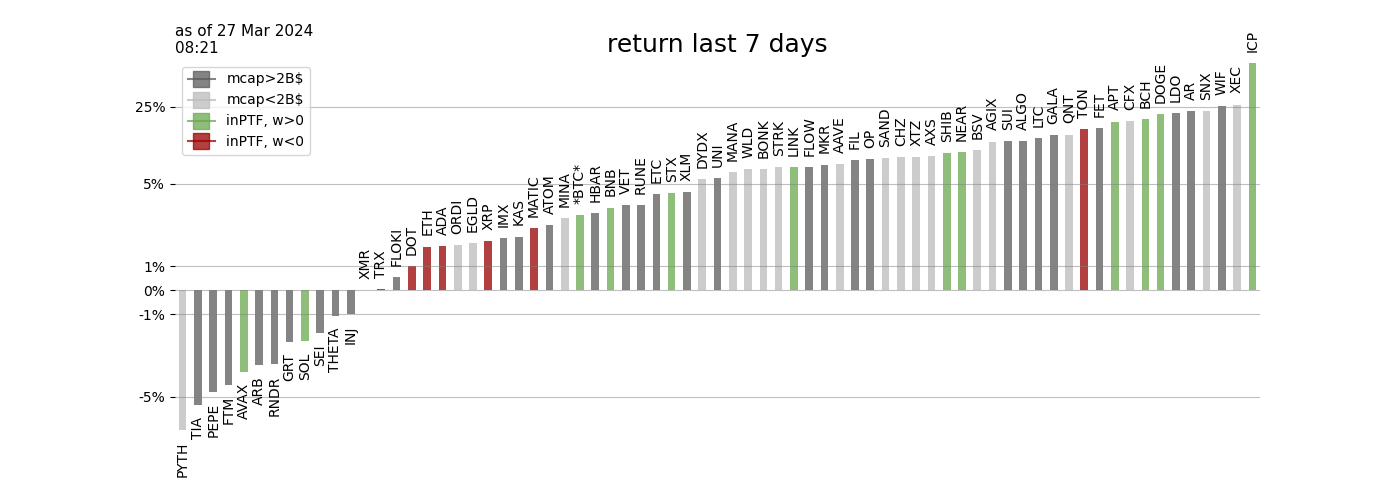 as of 27 Mar 2024
08:21
return last 7 days
mcap>2B$
mcap<2B$
inPTF, w>0
inPTF, w<0
25%
5%
1%
0%
-1%
-5%
PYTH
TIA
PEPE
FTM
AVAX
ARB
RNDR
GRT
SOL
SEI
THETA
INJ
XMR
TRX
FLOKI
DOT
ETH
ADA
ORDI
EGLD
XRP
IMX
KAS
MATIC
ATOM
MINA
*BTC*
HBAR
BNB
VET
RUNE
ETC
STX
XLM
DYDX
UNI
MANA
WLD
BONK
STRK
LINK
FLOW
MKR
AAVE
FIL
OP
SAND
CHZ
XTZ
AXS
SHIB
NEAR
BSV
AGIX
SUI
ALGO
LTC
GALA
QNT
TON
FET
APT
CFX
BCH
DOGE
LDO
AR
SNX
WIF
XEC
ICP